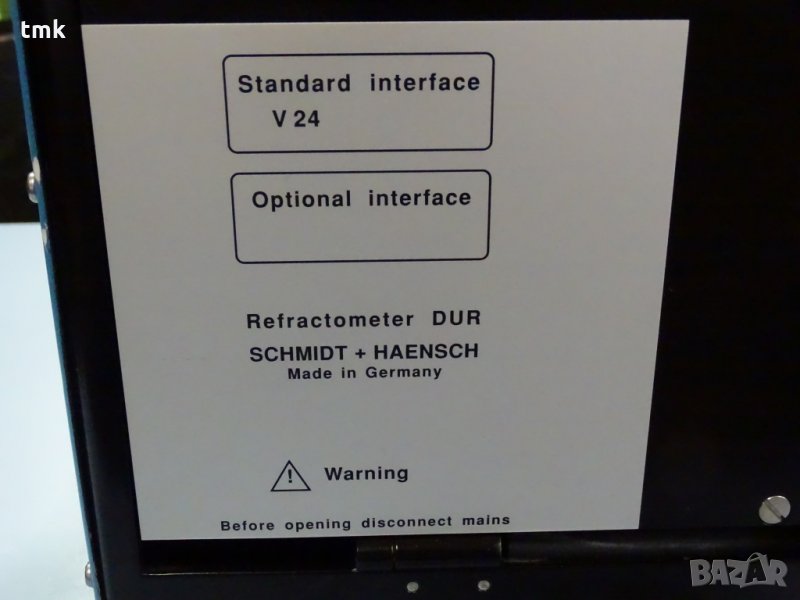 tmk
Standard interface
V 24
Optional interface
Refractometer DUR
SCHMIDT + HAENSCH
Made in Germany
! Warning
Before opening disconnect mains
BAZAR